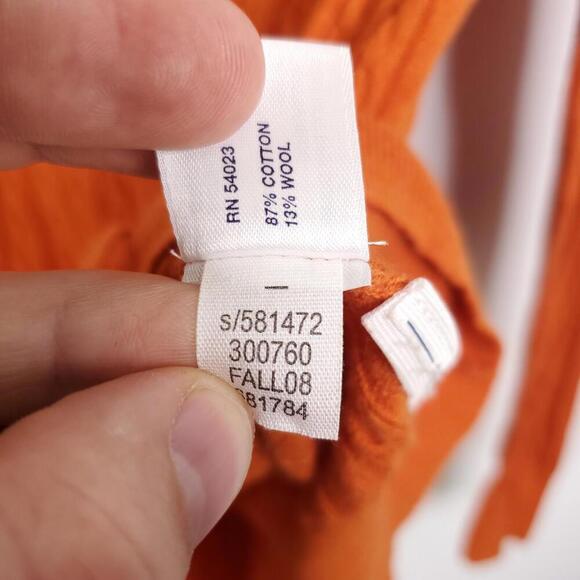 RN 54023
87% COTTON
13% WOOL
s/581472
300760
FALL08